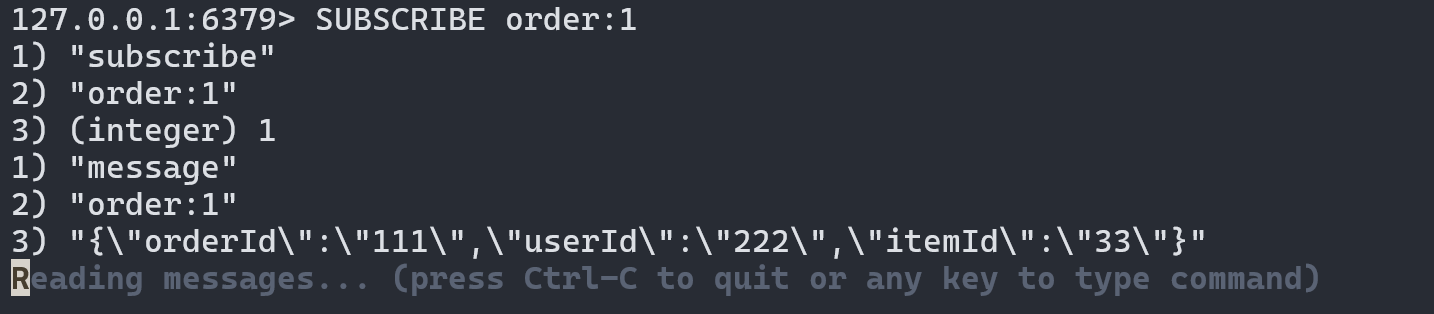 127.0.0.1:6379> SUBSCRIBE order:1
1) "subscribe"
2) "order:1"
3) (integer) 1
1) "message"
2) "order:1"
3) "{\"orderId\":\"111\",\"userId\":\"222\",\"itemId\":\"33\"}"
Reading messages... (press Ctrl-C to quit or any key to type command)